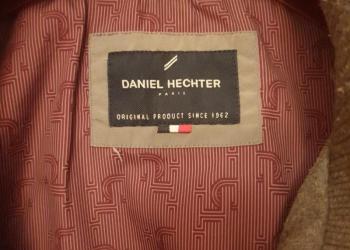 DANIEL HECHTER
PARIS
ORIGINAL PRODUCT SINCE 1962